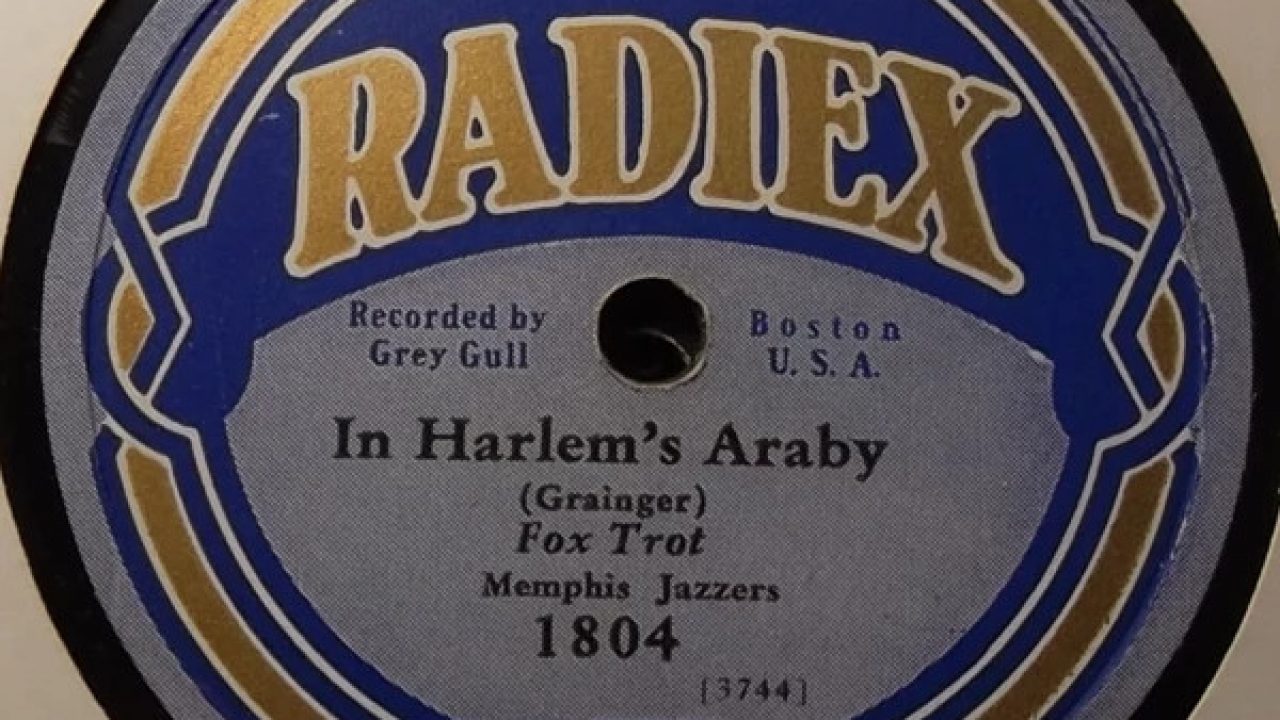 RADIEX
Recorded by
Grey Gull
Boston
U. S. A.
In Harlem's Araby
(Grainger)
Fox Trot
Memphis Jazzers
1804
[3744]